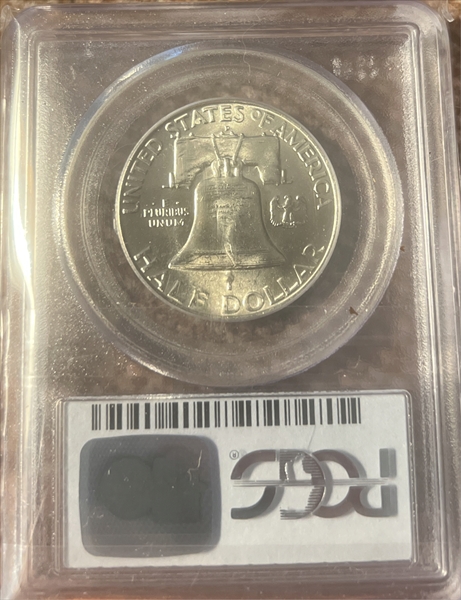 UNITED STATES OF AMERICA
E
PLURIBUS
UNUM
HALF DOLLAR
PCGS